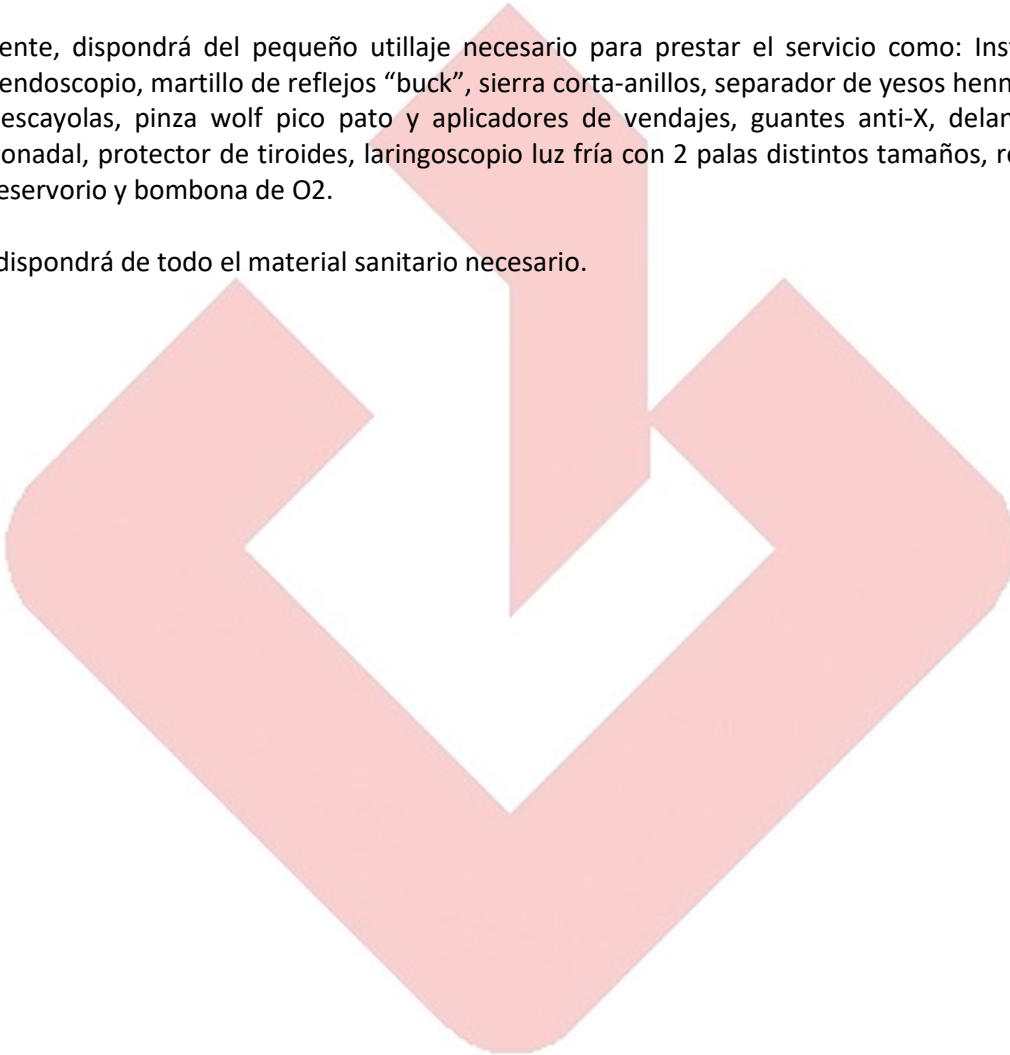 ente, dispondrá del pequeño utillaje necesario para prestar el servicio como: Inst
endoscopio, martillo de reflejos “buck”, sierra corta-anillos, separador de yesos henn
escayolas, pinza wolf pico pato y aplicadores de vendajes, guantes anti-X, delan
onadal, protector de tiroides, laringoscopio luz fría con 2 palas distintos tamaños, re
eservorio y bombona de O2.
dispondrá de todo el material sanitario necesario.